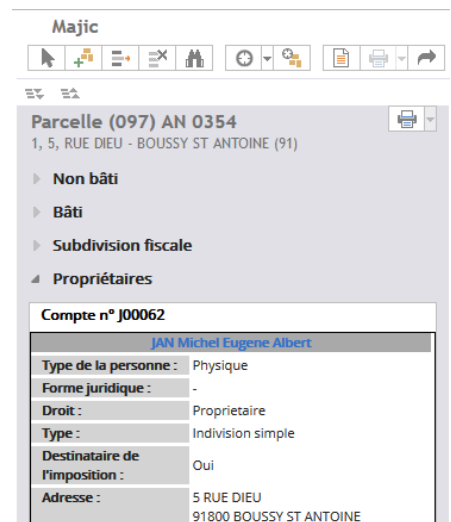 Majic
Parcelle (097) AN 0354
1, 5, RUE DIEU - BOUSSY ST ANTOINE (91)
Non bâti
Bâti
Subdivision fiscale
Propriétaires
Compte n° J00062
JAN Michel Eugene Albert
Type de la personne : Physique
Forme juridique : -
Droit : Proprietaire
Type : Indivision simple
Destinataire de
l'imposition : Oui
Adresse : 5 RUE DIEU
91800 BOUSSY ST ANTOINE